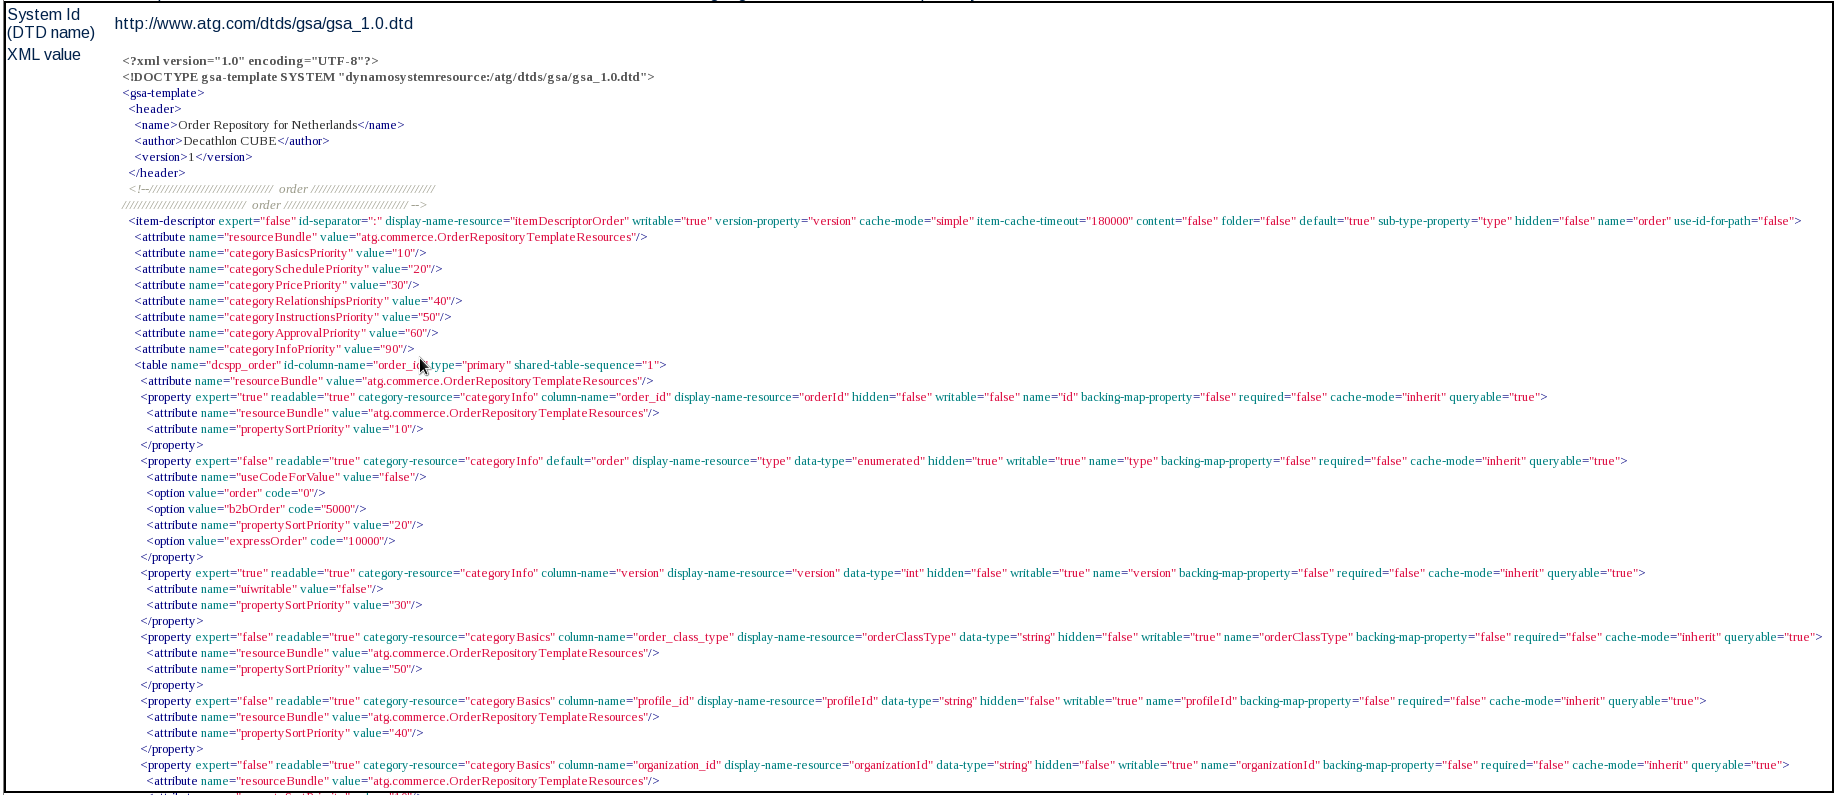 System Id
(DTD name)
http://www.atg.com/dtds/gsa/gsa_1.0.dtd
XML value
<?xml version="1.0" encoding="UTF-8"?>
<!DOCTYPE gsa-template SYSTEM "dynamosystemresource:/atg/dtds/gsa/gsa_1.0.dtd">
<gsa-template>
<header>
<name>Order Repository for Netherlands</name>
<author>Decathlon CUBE</author>
<version>1</version>
</header>
<!--///////////////////////////////// order /////////////////////////////////
///////////////////////////////// order ///////////////////////////////// -->
<item-descriptor expert="false" id-separator=":" display-name-resource="itemDescriptorOrder" writable="true" version-property="version" cache-mode="simple" item-cache-timeout="180000" content="false" folder="false" default="true" sub-type-property="type" hidden="false" name="order" use-id-for-path="false">
<attribute name="resourceBundle" value="atg.commerce.OrderRepositoryTemplateResources"/>
<attribute name="categoryBasicsPriority" value="10"/>
<attribute name="categorySchedulePriority" value="20"/>
<attribute name="categoryPricePriority" value="30"/>
<attribute name="categoryRelationshipsPriority" value="40"/>
<attribute name="categoryInstructionsPriority" value="50"/>
<attribute name="categoryApprovalPriority" value="60"/>
<attribute name="categoryInfoPriority" value="90"/>
<table name="dcspp_order" id-column-name="order_id" type="primary" shared-table-sequence="1">
<attribute name="resourceBundle" value="atg.commerce.OrderRepositoryTemplateResources"/>
<property expert="true" readable="true" category-resource="categoryInfo" column-name="order_id" display-name-resource="orderId" hidden="false" writable="false" name="id" backing-map-property="false" required="false" cache-mode="inherit" queryable="true">
<attribute name="resourceBundle" value="atg.commerce.OrderRepositoryTemplateResources"/>
<attribute name="propertySortPriority" value="10"/>
</property>
<property expert="false" readable="true" category-resource="categoryInfo" default="order" display-name-resource="type" data-type="enumerated" hidden="true" writable="true" name="type" backing-map-property="false" required="false" cache-mode="inherit" queryable="true">
<attribute name="useCodeForValue" value="false"/>
<option value="order" code="0"/>
<option value="b2bOrder" code="5000"/>
<attribute name="propertySortPriority" value="20"/>
<option value="expressOrder" code="10000"/>
</property>
<property expert="true" readable="true" category-resource="categoryInfo" column-name="version" display-name-resource="version" data-type="int" hidden="false" writable="true" name="version" backing-map-property="false" required="false" cache-mode="inherit" queryable="true">
<attribute name="uiwritable" value="false"/>
<attribute name="propertySortPriority" value="30"/>
</property>
<property expert="false" readable="true" category-resource="categoryBasics" column-name="order_class_type" display-name-resource="orderClassType" data-type="string" hidden="false" writable="true" name="orderClassType" backing-map-property="false" required="false" cache-mode="inherit" queryable="true">
<attribute name="resourceBundle" value="atg.commerce.OrderRepositoryTemplateResources"/>
<attribute name="propertySortPriority" value="50"/>
</property>
<property expert="false" readable="true" category-resource="categoryBasics" column-name="profile_id" display-name-resource="profileId" data-type="string" hidden="false" writable="true" name="profileId" backing-map-property="false" required="false" cache-mode="inherit" queryable="true">
<attribute name="resourceBundle" value="atg.commerce.OrderRepositoryTemplateResources"/>
<attribute name="propertySortPriority" value="40"/>
</property>
<property expert="false" readable="true" category-resource="categoryBasics" column-name="organization_id" display-name-resource="organizationId" data-type="string" hidden="false" writable="true" name="organizationId" backing-map-property="false" required="false" cache-mode="inherit" queryable="true">
<attribute name="resourceBundle" value="atg.commerce.OrderRepositoryTemplateResources"/>